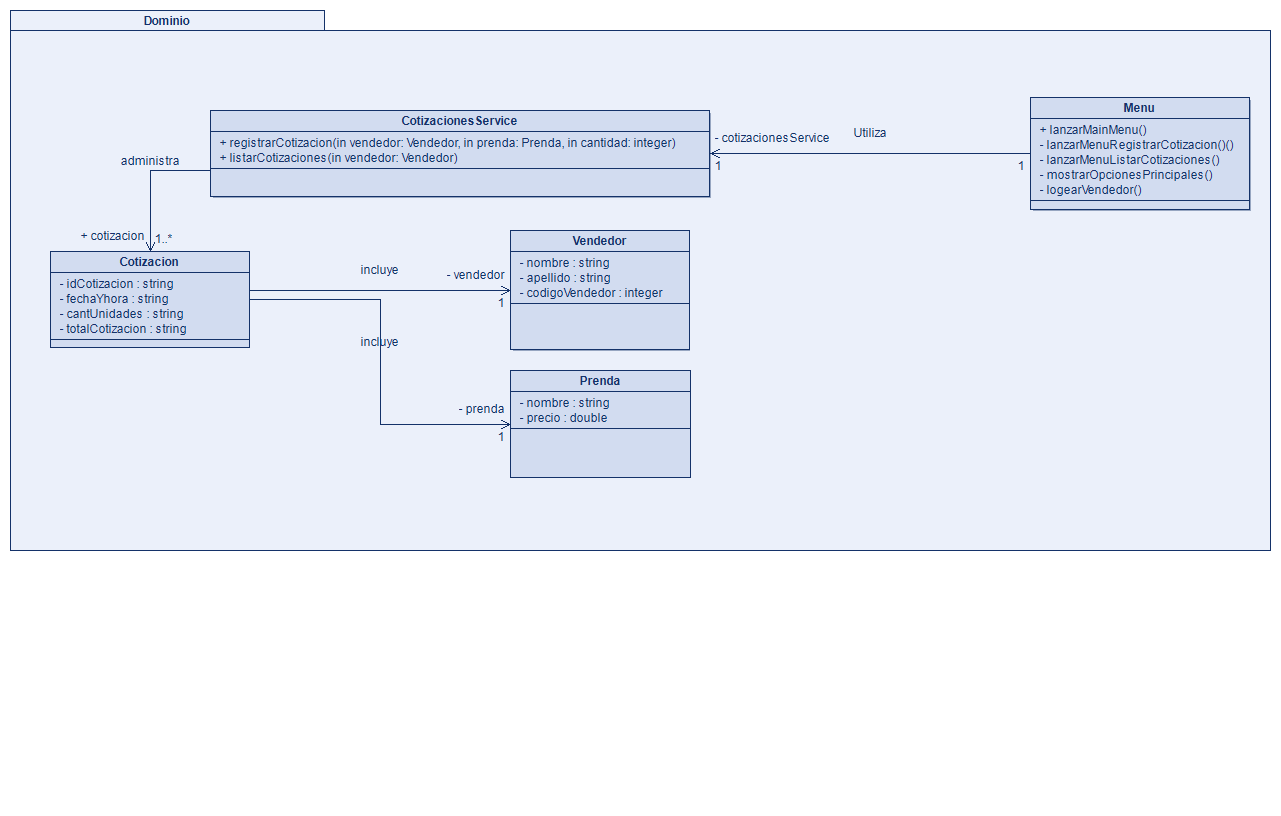 Dominio
CotizacionesService
+ registrarCotizacion(in vendedor: Vendedor, in prenda: Prenda, in cantidad: integer)
+ listarCotizaciones(in vendedor: Vendedor)
- cotizacionesService
1
Utiliza
1
Menu
+ lanzarMainMenu()
- lanzarMenuRegistrarCotizacion()()
- lanzarMenuListarCotizaciones()
- mostrarOpcionesPrincipales()
- logearVendedor()
administra
+ cotizacion
1..*
Cotizacion
- idCotizacion : string
- fechaYhora : string
- cantUnidades : string
- totalCotizacion : string
incluye
- vendedor
1
Vendedor
- nombre : string
- apellido : string
- codigoVendedor : integer
incluye
- prenda
1
Prenda
- nombre : string
- precio : double